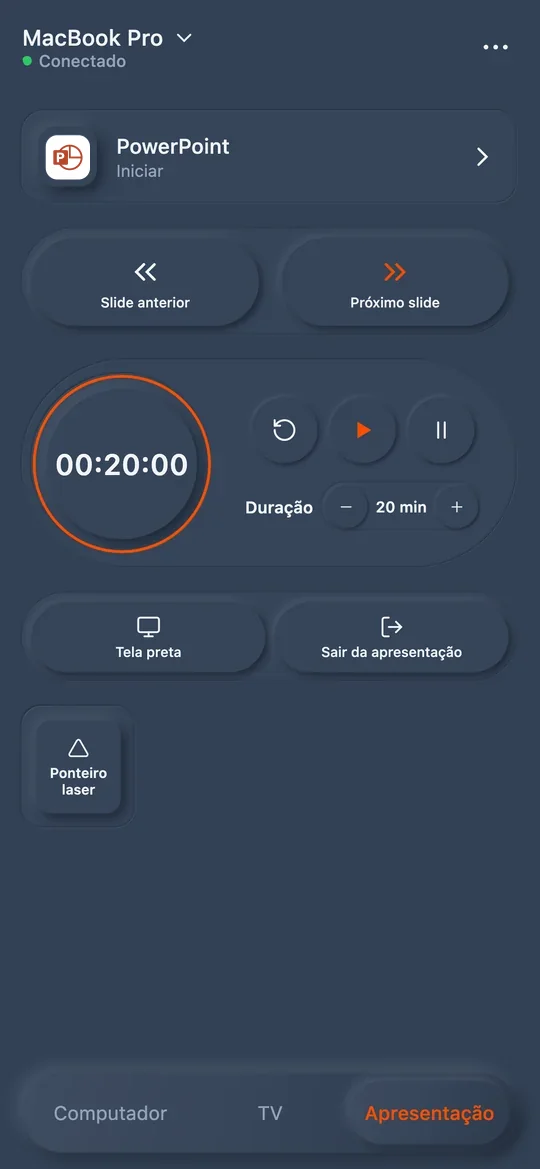 MacBook Pro
Conectado
PowerPoint
Iniciar
Slide anterior
Próximo slide
00:20:00
Duração
20 min
Tela preta
Sair da apresentação
Ponteiro
laser
Computador
TV
Apresentação